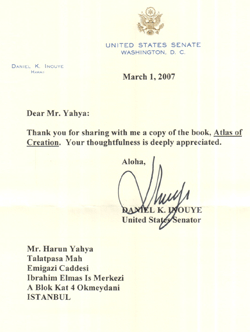 UNITED STATES SENATE
WASHINGTON, D. C.
DANIEL K. INOUYE
HAWAII
March 1, 2007
Dear Mr. Yahya:
Thank you for sharing with me a copy of the book, Atlas of
Creation. Your thoughtfulness is deeply appreciated.
Aloha,
DANIEL K. INOUYE
United States Senator
Mr. Harun Yahya
Talatpasa Mah
Emigazi Caddesi
Ibrahim Elmas Is Merkezi
A Blok Kat 4 Okmeydani
ISTANBUL